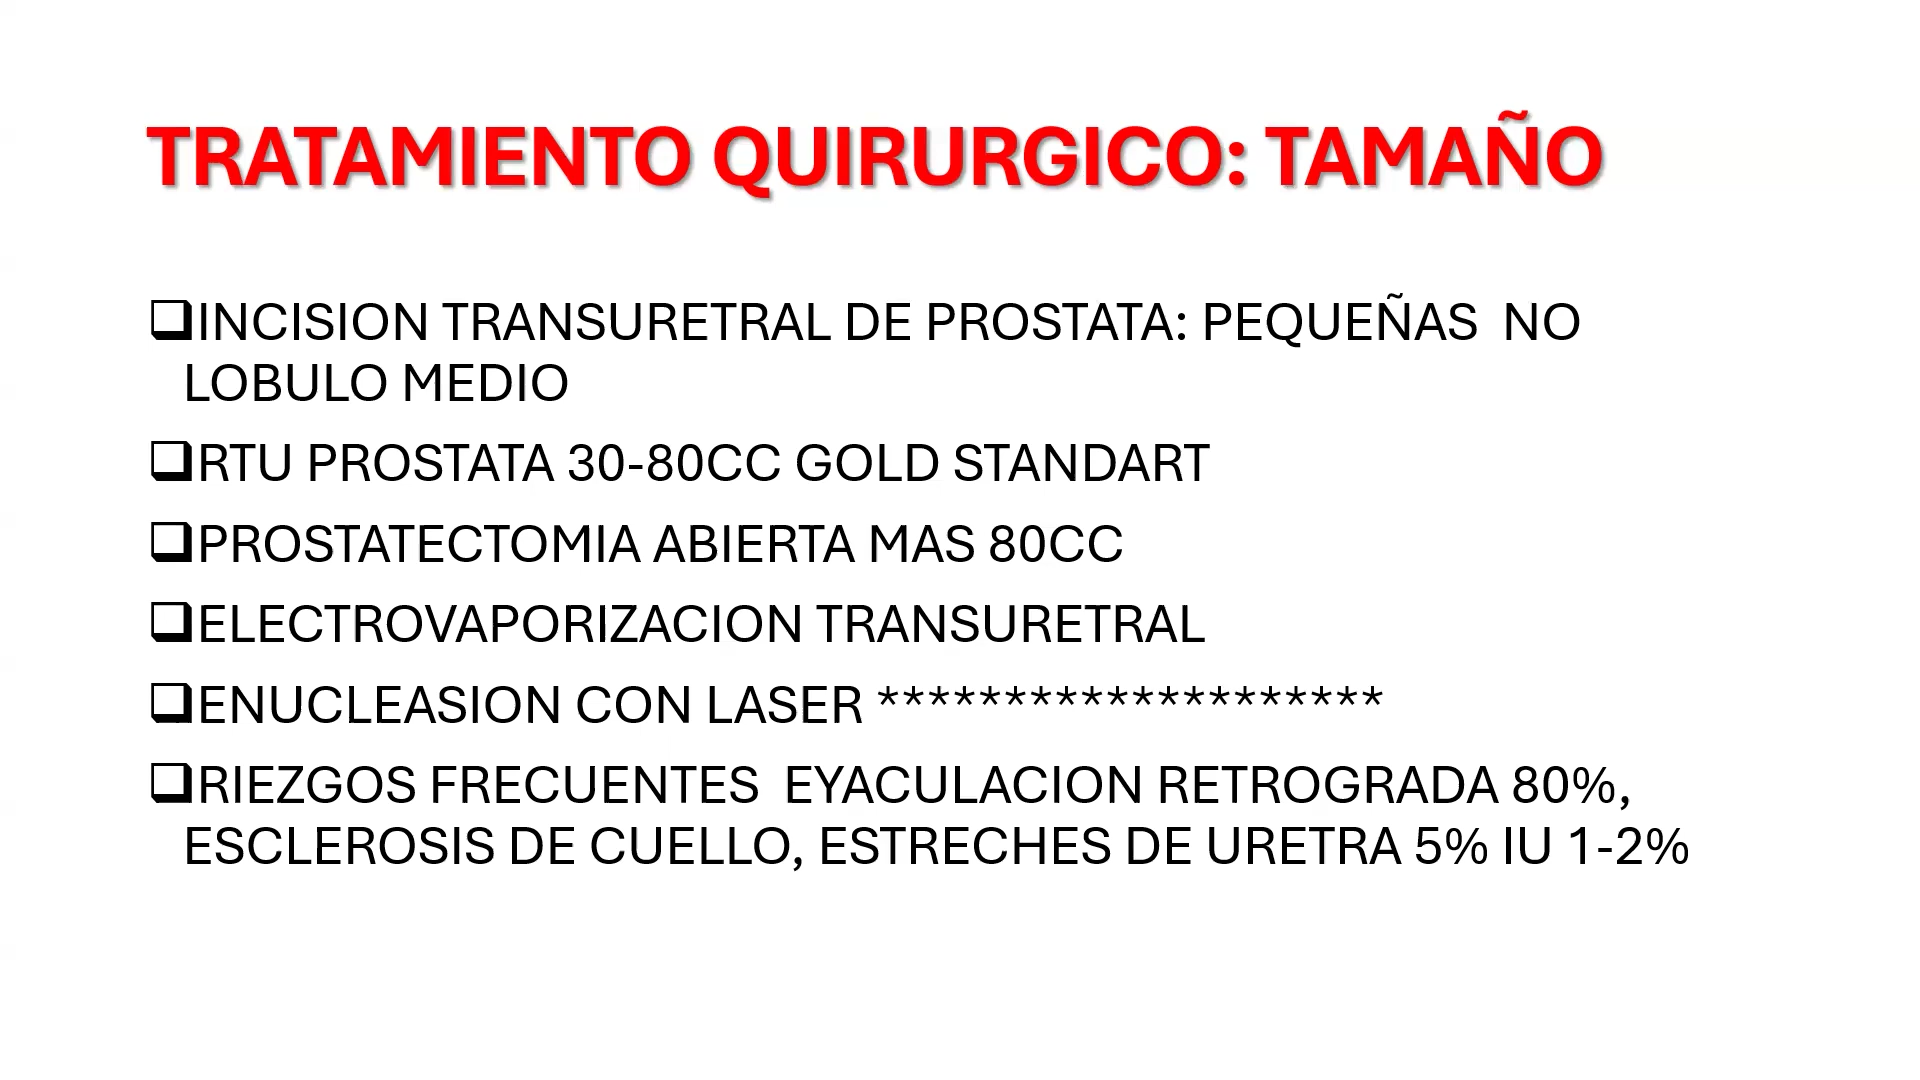 TRATAMIENTO QUIRURGICO: TAMAÑO
❑INCISION TRANSURETRAL DE PROSTATA: PEQUEÑAS  NO
LOBULO MEDIO
❑RTU PROSTATA 30-80CC GOLD STANDART
❑PROSTATECTOMIA ABIERTA MAS 80CC
❑ELECTROVAPORIZACION TRANSURETRAL
❑ENUCLEASION CON LASER ********************
❑RIEZGOS FRECUENTES  EYACULACION RETROGRADA 80%,
ESCLEROSIS DE CUELLO, ESTRECHES DE URETRA 5% IU 1-2%